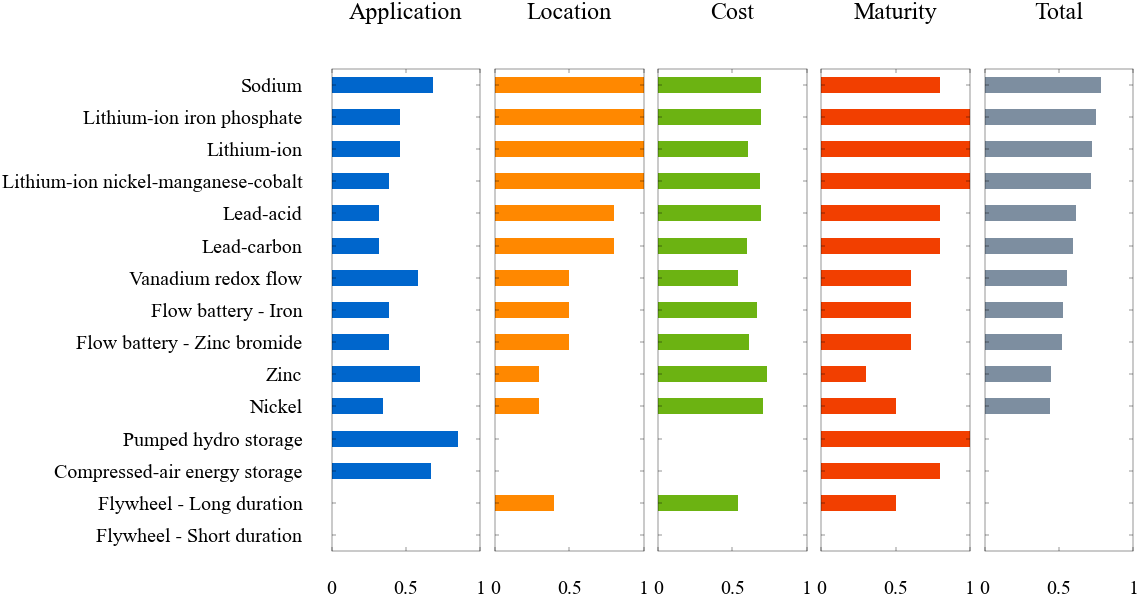 Application Location Cost Maturity Total
Sodium
Lithium-ion iron phosphate
Lithium-ion
Lithium-ion nickel-manganese-cobalt
Lead-acid
Lead-carbon
Vanadium redox flow
Flow battery - Iron
Flow battery - Zinc bromide
Zinc
Nickel
Pumped hydro storage
Compressed-air energy storage
Flywheel - Long duration
Flywheel - Short duration
0 0.5 1 0 0.5 1 0 0.5 1 0 0.5 1 0 0.5 1